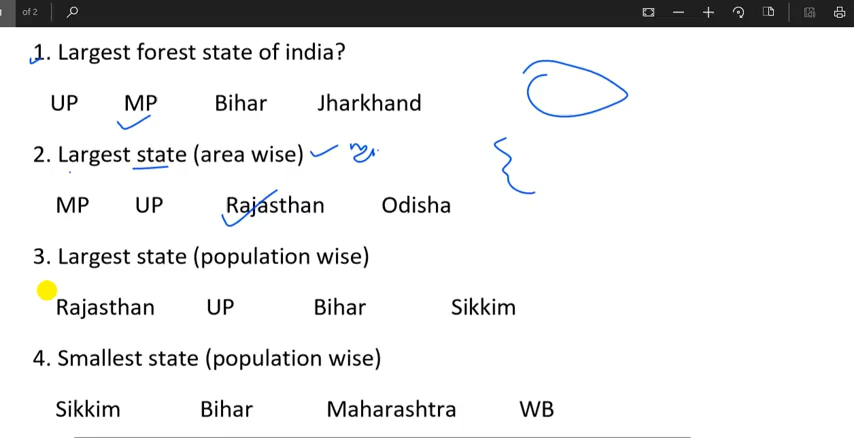 of 2
1. Largest forest state of india?
UP MP Bihar Jharkhand
2. Largest state (area wise)
MP UP Rajasthan Odisha
3. Largest state (population wise)
Rajasthan UP Bihar Sikkim
4. Smallest state (population wise)
Sikkim Bihar Maharashtra WB